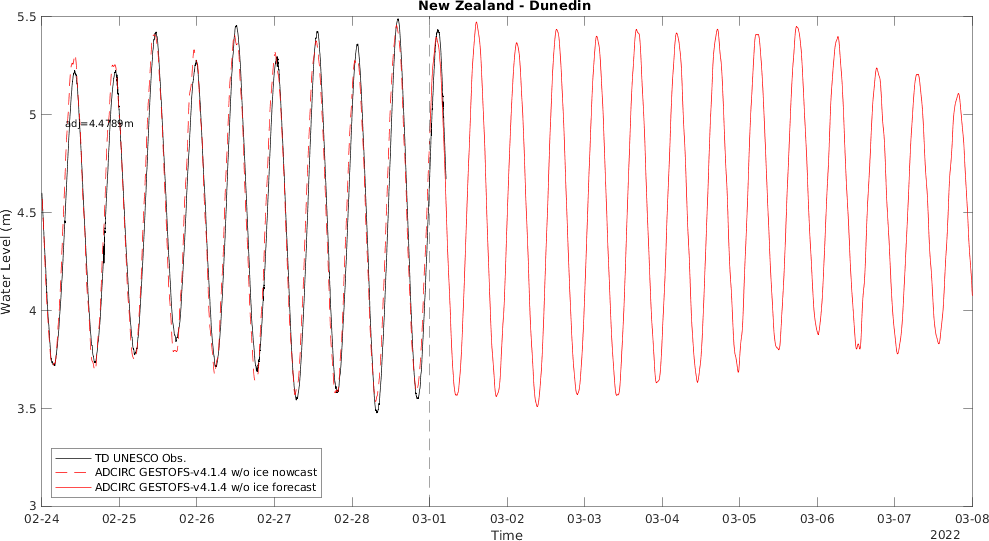 New Zealand - Dunedin
5.5
5
4.5
4
3.5
3
Water Level (m)
adj=4.4789m
TD UNESCO Obs.
ADCIRC GESTOFS-v4.1.4 w/o ice nowcast
ADCIRC GESTOFS-v4.1.4 w/o ice forecast
02-24 02-25 02-26 02-27 02-28 03-01 03-02 03-03 03-04 03-05 03-06 03-07 03-08
Time
2022